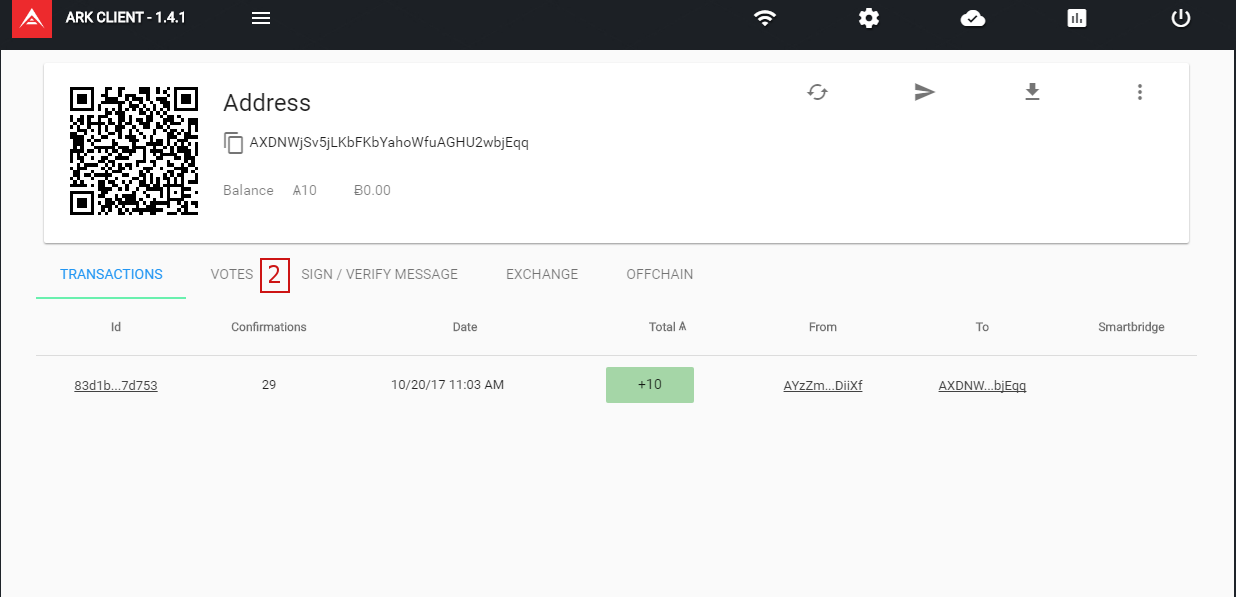 ARK CLIENT - 1.4.1
Address
AXDNWjSv5jLKbFKbYahoWfuAGHU2wbjEqq
Balance Ѧ10 Ƀ0.00
TRANSACTIONS VOTES 2 SIGN / VERIFY MESSAGE EXCHANGE OFFCHAIN
Id Confirmations Date Total Ѧ From To Smartbridge
83d1b...7d753 29 10/20/17 11:03 AM +10 AYzZm...DiiXf AXDNW...bjEqq